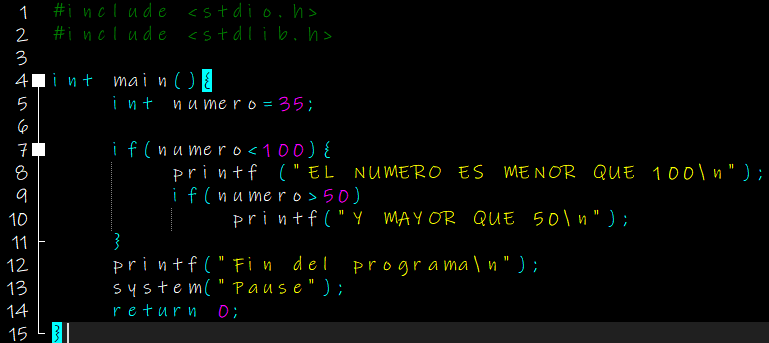 1 #include <stdio.h>
2 #include <stdlib.h>
3
4 int main(){
5 int numero=35;
6
7 if(numero<100){
8 printf ("EL NUMERO ES MENOR QUE 100\n");
9 if(numero>50)
10 printf("Y MAYOR QUE 50\n");
11 }
12 printf("Fin del programa\n");
13 system("Pause");
14 return 0;
15 }